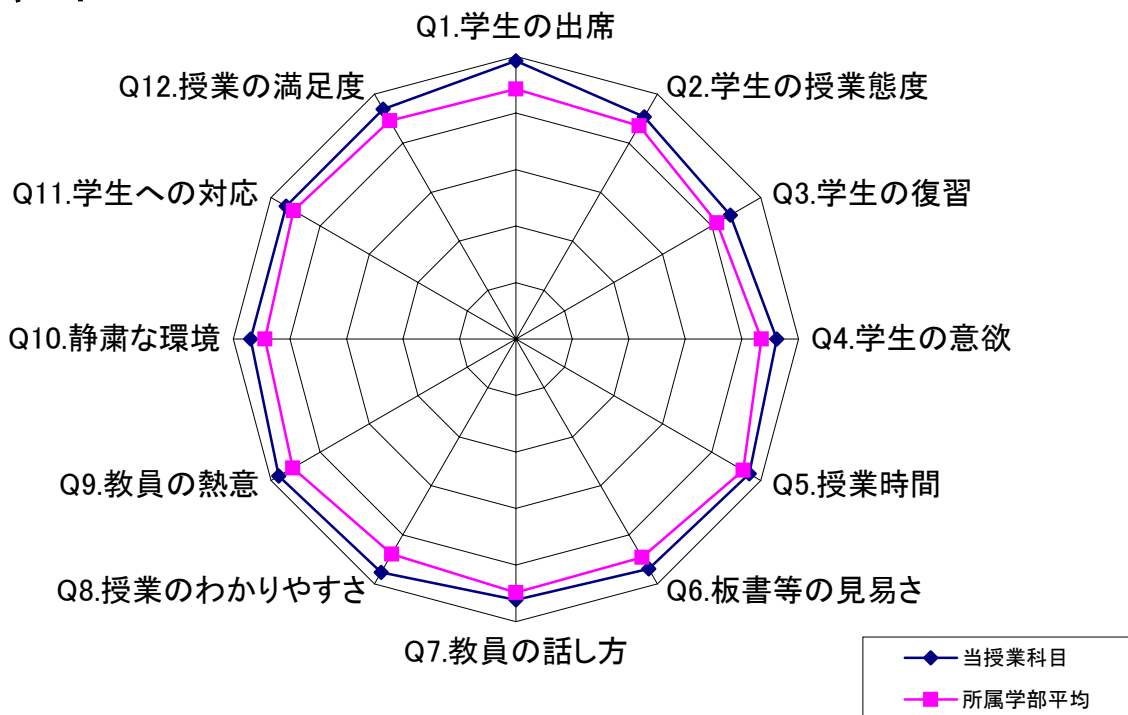 Q1.学生の出席
Q2.学生の授業態度
Q3.学生の復習
Q4.学生の意欲
Q5.授業時間
Q6.板書等の見易さ
Q7.教員の話し方
Q8.授業のわかりやすさ
Q9.教員の熱意
Q10.静粛な環境
Q11.学生への対応
Q12.授業の満足度
当授業科目
所属学部平均